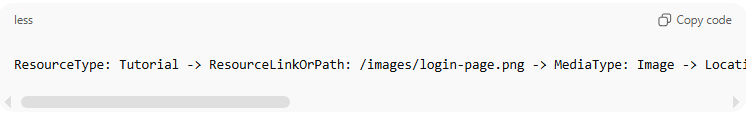 less
Copy code
ResourceType: Tutorial -> ResourceLinkOrPath: /images/login-page.png -> MediaType: Image -> Locati